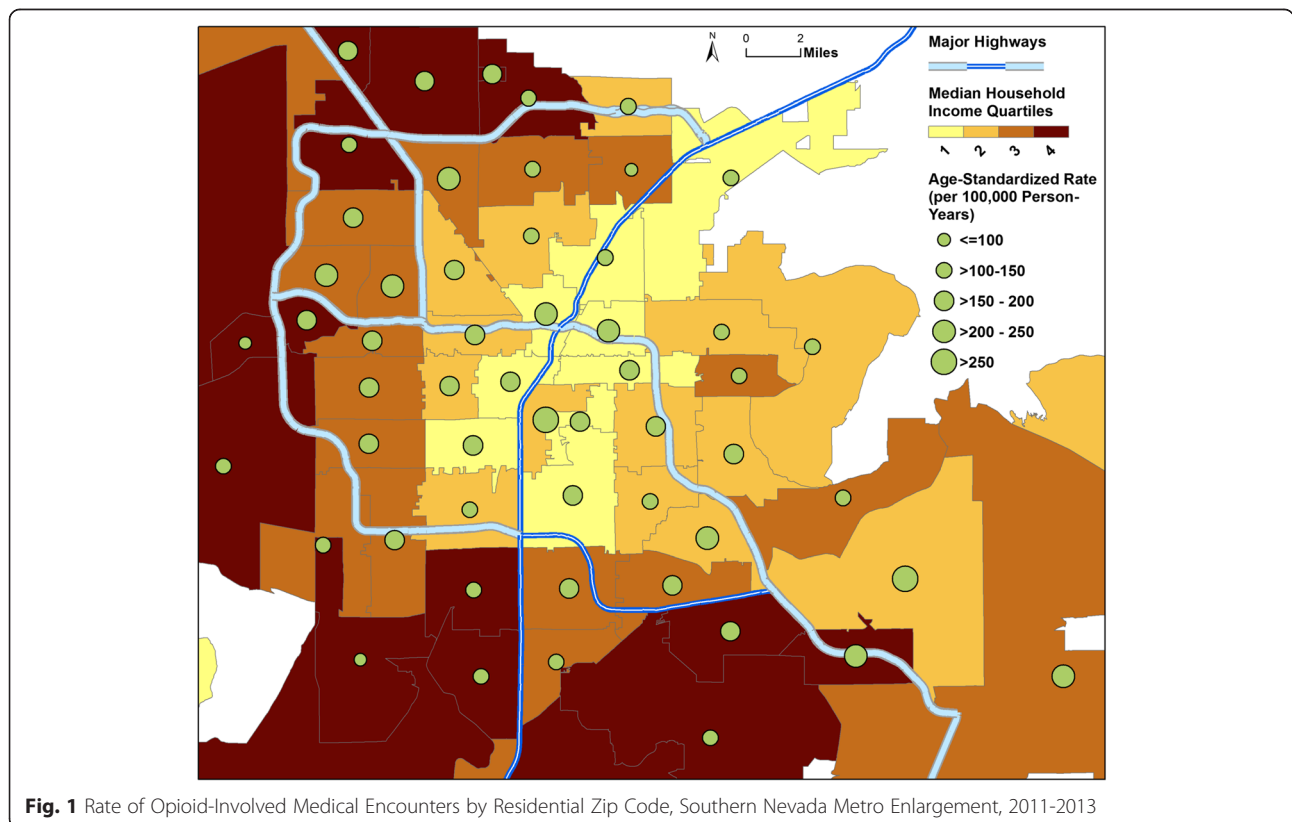 N
0 2
Miles
Major Highways
Median Household
Income Quartiles
1 2 3 4
Age-Standardized Rate
(per 100,000 Person-
Years)
<=100
>100-150
>150 - 200
>200 - 250
>250
Fig. 1 Rate of Opioid-Involved Medical Encounters by Residential Zip Code, Southern Nevada Metro Enlargement, 2011-2013